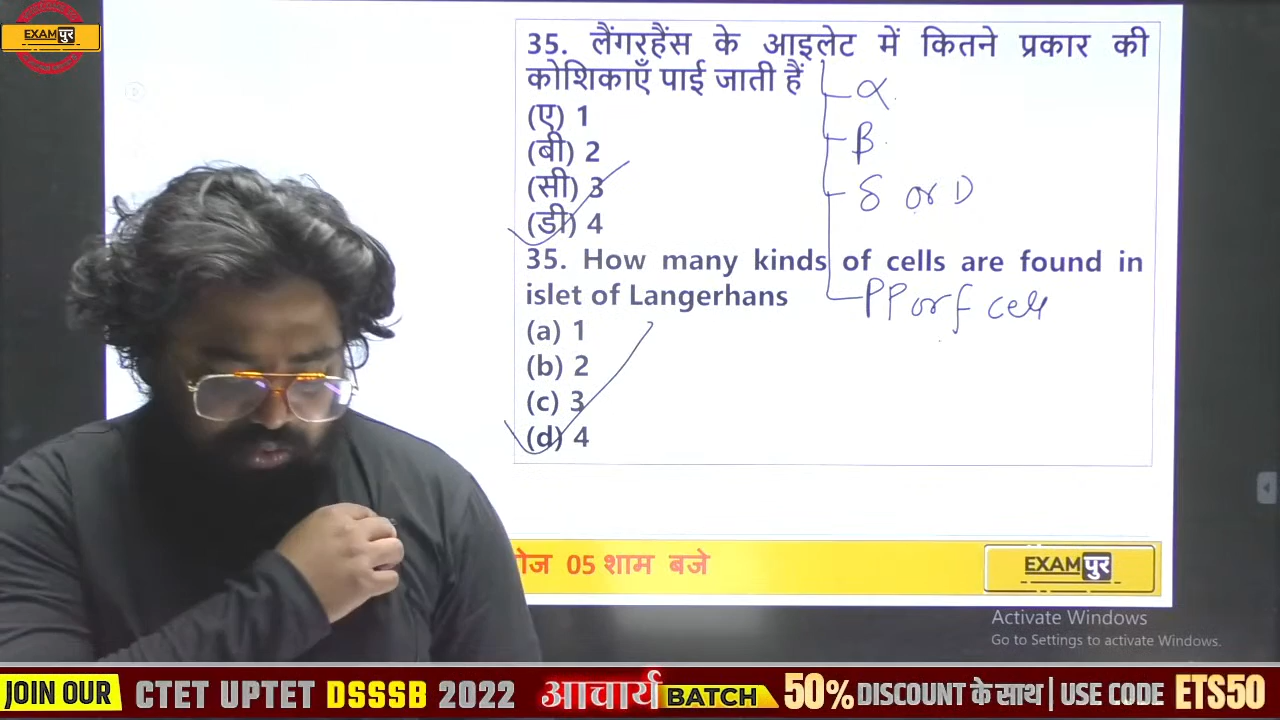 EXAMपुर
35. लैंगरहैंस के आइलेट में कितने प्रकार की
कोशिकाएँ पाई जाती हैं
(ए) 1
(बी) 2
(सी) 3
(डी) 4
α
β
δ or D
35. How many kinds of cells are found in
islet of Langerhans
PP or f cell
(a) 1
(b) 2
(c) 3
(d) 4
रोज 05 शाम बजे
EXAMपुर
Activate Windows
Go to Settings to activate Windows.
JOIN OUR CTET UPTET DSSSB 2022 आचार्य BATCH 50% DISCOUNT के साथ | USE CODE ETS50